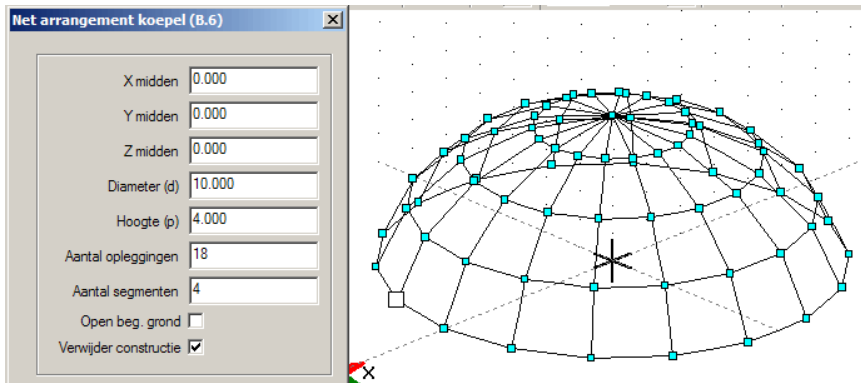 Net arrangement koepel (B.6)
X midden 0.000
Y midden 0.000
Z midden 0.000
Diameter (d) 10.000
Hoogte (p) 4.000
Aantal opleggingen 18
Aantal segmenten 4
Open beg. grond
Verwijder constructie
X